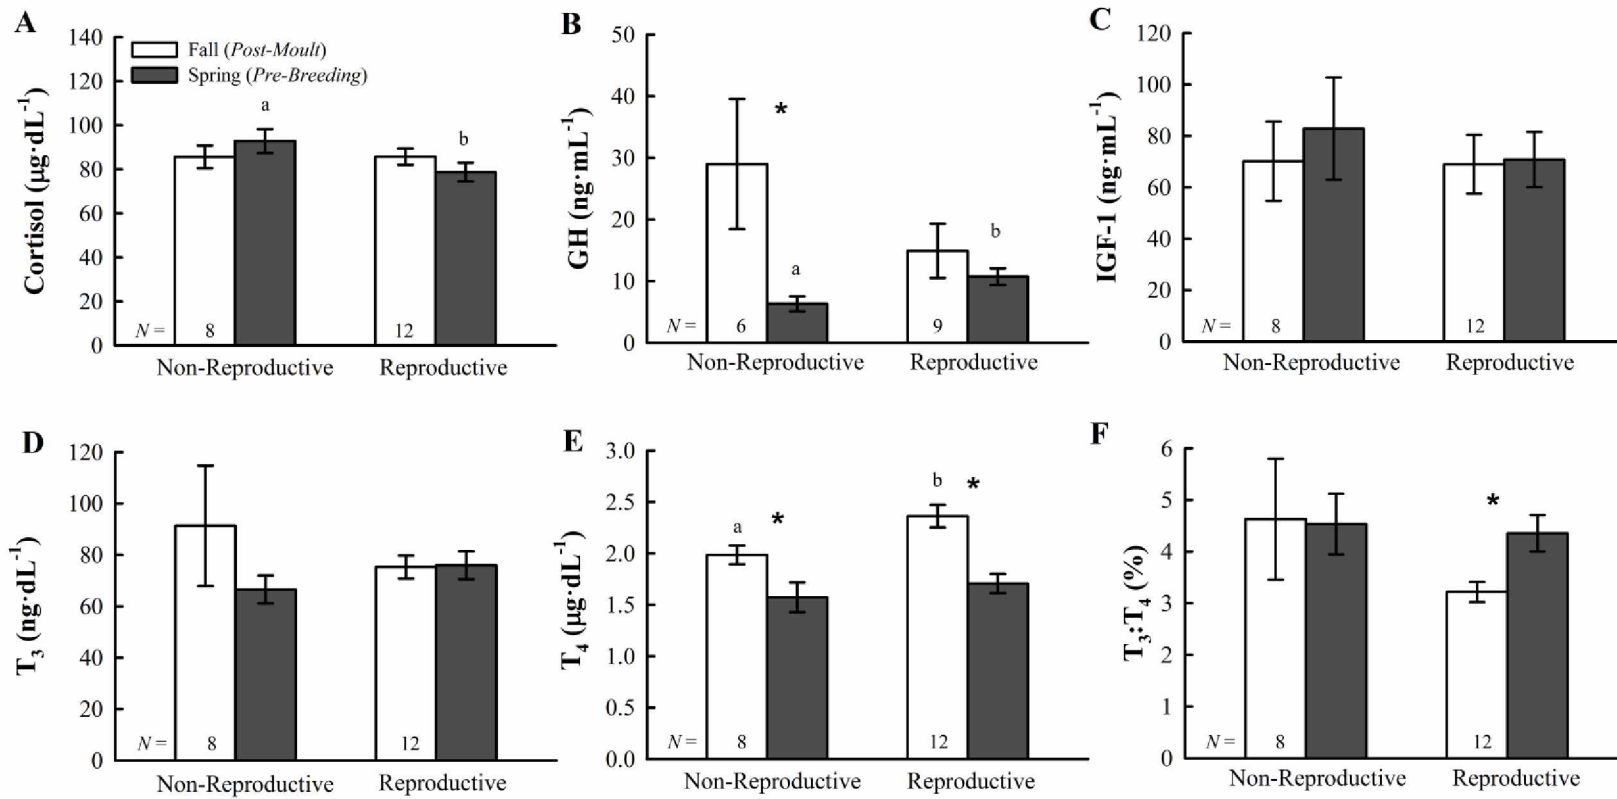 A
Cortisol (µg·dL⁻¹)
140
120
100
80
60
40
20
0
Fall (Post-Moult)
Spring (Pre-Breeding)
a
b
N =
8
12
Non-Reproductive
Reproductive
B
GH (ng·mL⁻¹)
50
40
30
20
10
0
*
a
b
N =
6
9
Non-Reproductive
Reproductive
C
IGF-1 (ng·mL⁻¹)
120
100
80
60
40
20
0
N =
8
12
Non-Reproductive
Reproductive
D
T₃ (ng·dL⁻¹)
120
100
80
60
40
20
0
N =
8
12
Non-Reproductive
Reproductive
E
T₄ (µg·dL⁻¹)
3.0
2.5
2.0
1.5
1.0
0.5
0.0
a
*
b
*
N =
8
12
Non-Reproductive
Reproductive
F
T₃:T₄ (%)
6
5
4
3
2
1
0
*
N =
8
12
Non-Reproductive
Reproductive